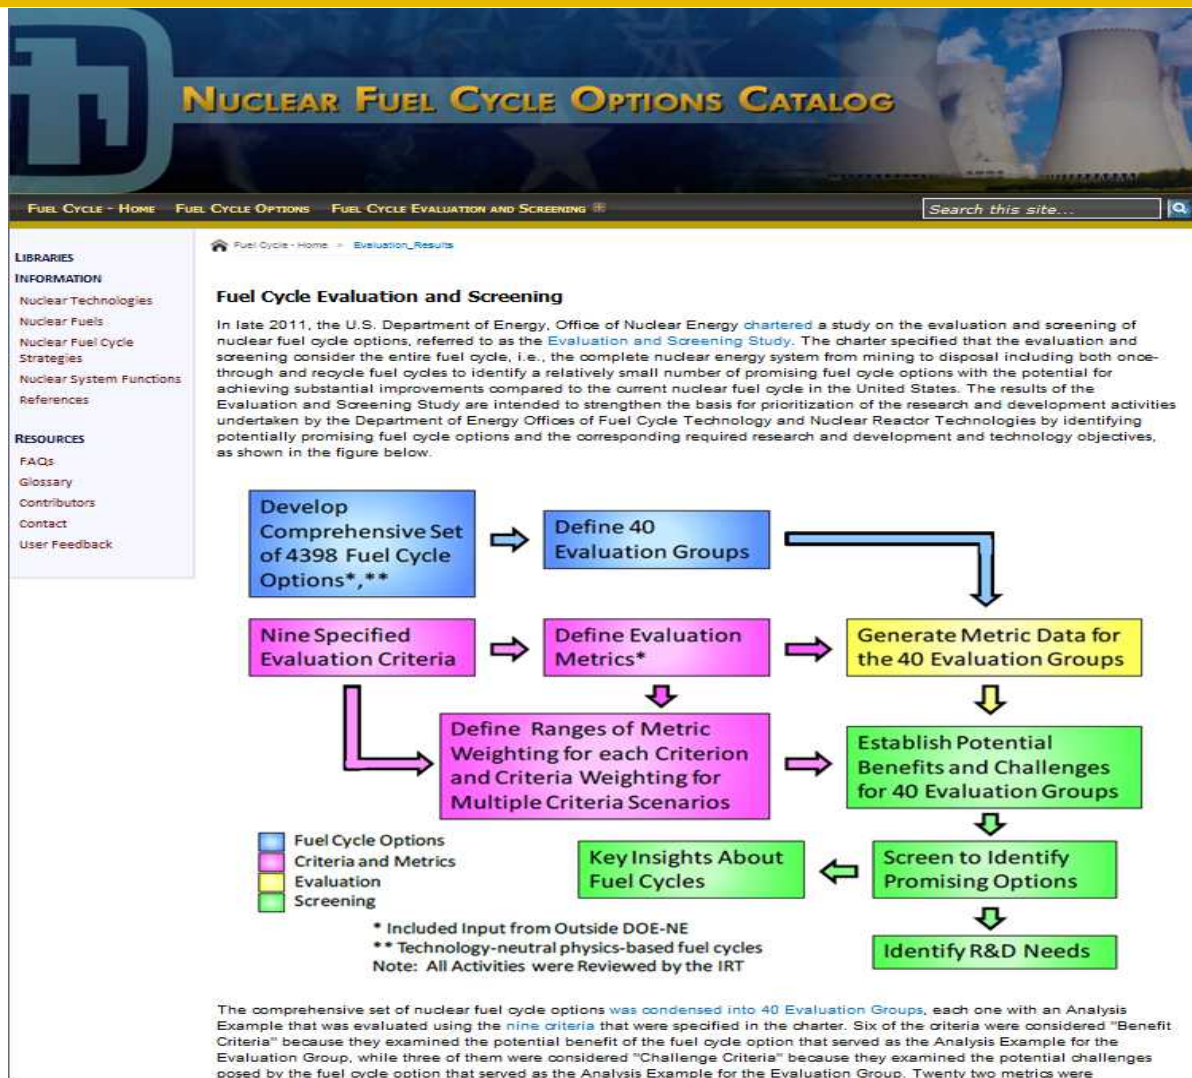 NUCLEAR FUEL CYCLE OPTIONS CATALOG
FUEL CYCLE - HOME FUEL CYCLE OPTIONS FUEL CYCLE EVALUATION AND SCREENING
Search this site...
Fuel Cycle - Home > Evaluation_Results
LIBRARIES
INFORMATION
Nuclear Technologies
Nuclear Fuels
Nuclear Fuel Cycle
Strategies
Nuclear System Functions
References
RESOURCES
FAQs
Glossary
Contributors
Contact
User Feedback
Fuel Cycle Evaluation and Screening
In late 2011, the U.S. Department of Energy, Office of Nuclear Energy chartered a study on the evaluation and screening of
nuclear fuel cycle options, referred to as the Evaluation and Screening Study. The charter specified that the evaluation and
screening consider the entire fuel cycle, i.e., the complete nuclear energy system from mining to disposal including both once-
through and recycle fuel cycles to identify a relatively small number of promising fuel cycle options with the potential for
achieving substantial improvements compared to the current nuclear fuel cycle in the United States. The results of the
Evaluation and Screening Study are intended to strengthen the basis for prioritization of the research and development activities
undertaken by the Department of Energy Offices of Fuel Cycle Technology and Nuclear Reactor Technologies by identifying
potentially promising fuel cycle options and the corresponding required research and development and technology objectives,
as shown in the figure below.
Develop
Comprehensive Set
of 4398 Fuel Cycle
Options*,**
Define 40
Evaluation Groups
Nine Specified
Evaluation Criteria
Define Evaluation
Metrics*
Generate Metric Data for
the 40 Evaluation Groups
Define Ranges of Metric
Weighting for each Criterion
and Criteria Weighting for
Multiple Criteria Scenarios
Establish Potential
Benefits and Challenges
for 40 Evaluation Groups
Fuel Cycle Options
Criteria and Metrics
Evaluation
Screening
Key Insights About
Fuel Cycles
Screen to Identify
Promising Options
* Included Input from Outside DOE-NE
** Technology-neutral physics-based fuel cycles
Note: All Activities were Reviewed by the IRT
Identify R&D Needs
The comprehensive set of nuclear fuel cycle options was condensed into 40 Evaluation Groups, each one with an Analysis
Example that was evaluated using the nine criteria that were specified in the charter. Six of the criteria were considered "Benefit
Criteria" because they examined the potential benefit of the fuel cycle option that served as the Analysis Example for the
Evaluation Group, while three of them were considered "Challenge Criteria" because they examined the potential challenges
posed by the fuel cycle option that served as the Analysis Example for the Evaluation Group. Twenty two metrics were